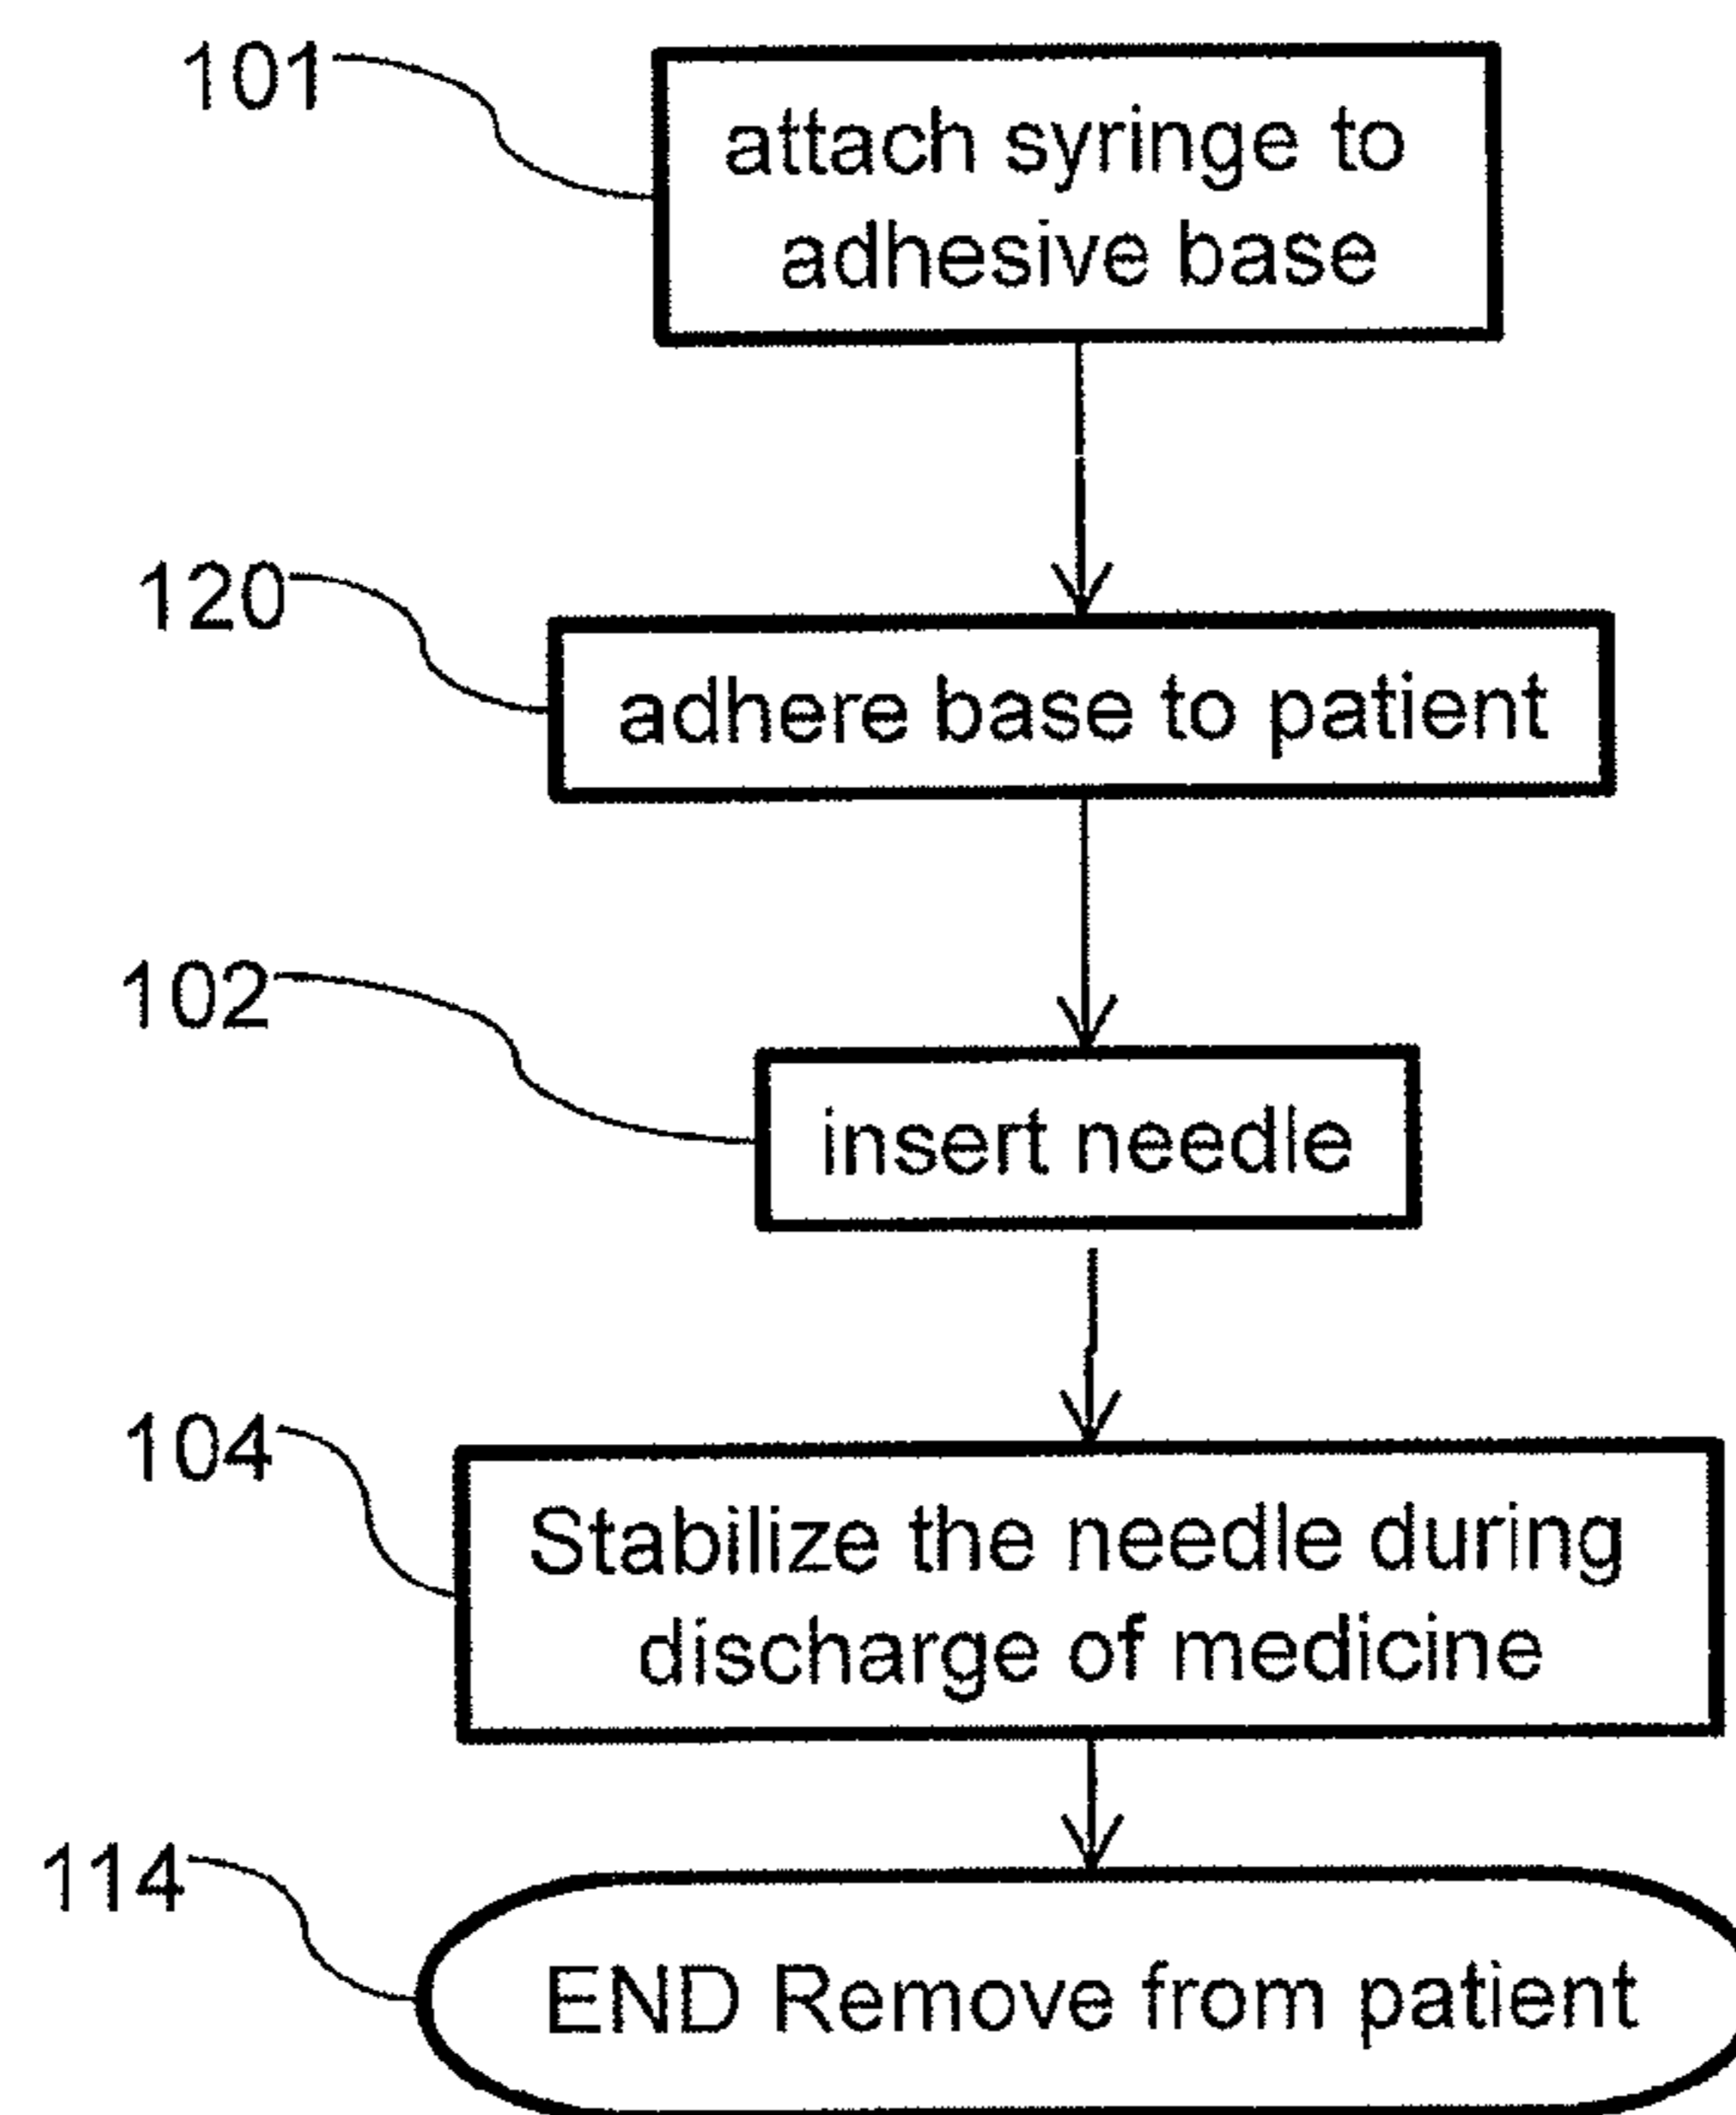 101
attach syringe to
adhesive base
120
adhere base to patient
102
insert needle
104
Stabilize the needle during
discharge of medicine
114
END Remove from patient